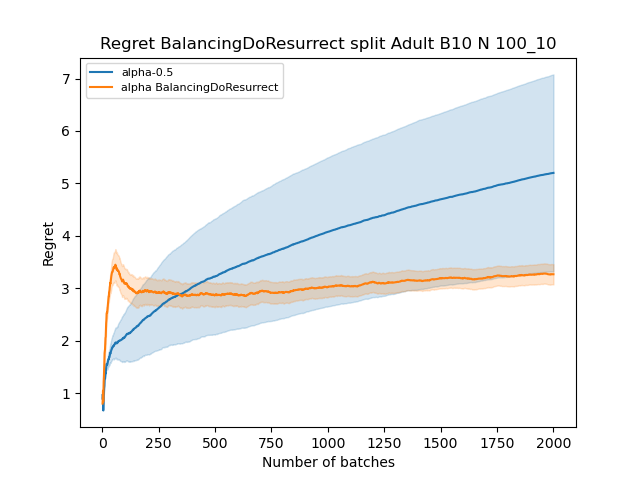 Regret BalancingDoResurrect split Adult B10 N 100_10
alpha-0.5
alpha BalancingDoResurrect
7
6
5
4
3
2
1
Regret
0 250 500 750 1000 1250 1500 1750 2000
Number of batches